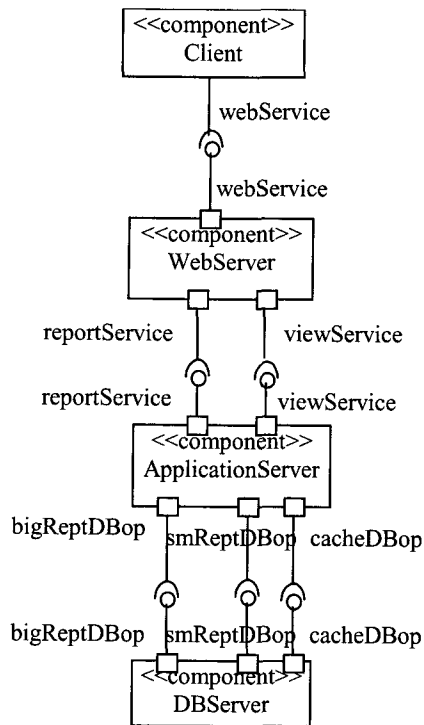 <<component>>
Client
webService
webService
<<component>>
WebServer
reportService viewService
reportService viewService
<<component>>
ApplicationServer
bigReptDBop smReptDBop cacheDBop
bigReptDBop smReptDBop cacheDBop
<<component>>
DBServer